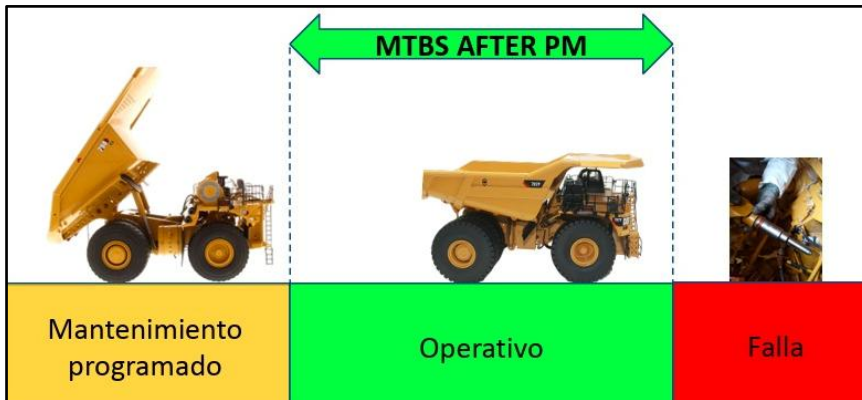 MTBS AFTER PM
Mantenimiento
programado
Operativo
Falla